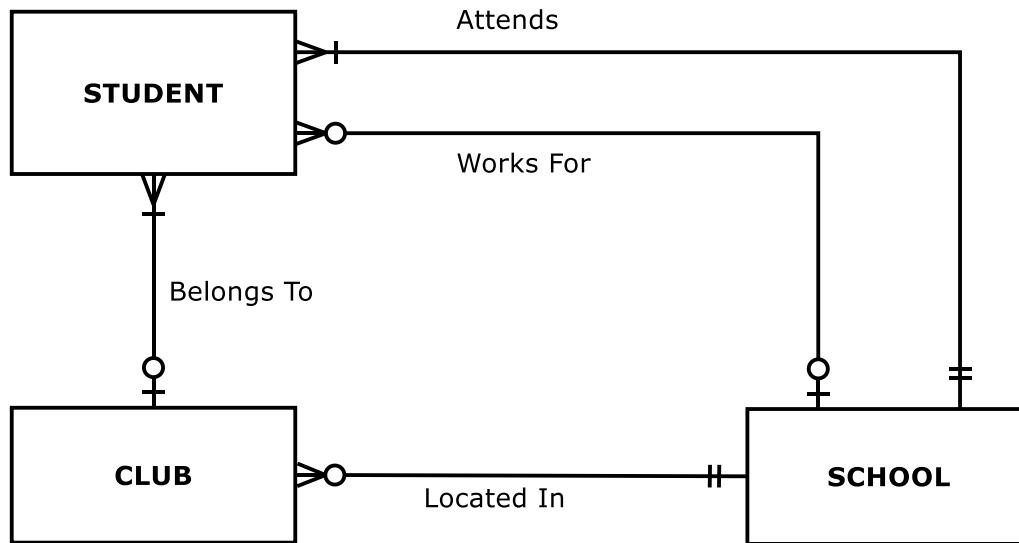 Attends
STUDENT
Works For
Belongs To
CLUB
SCHOOL
Located In